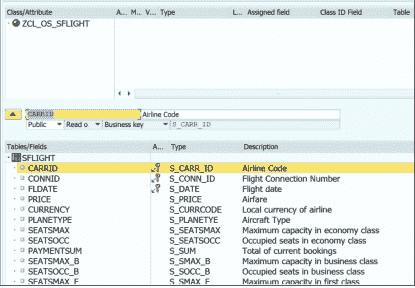 Class/Attribute A... M... V... Type L... Assigned field Class ID Field Table
ZCL_OS_SFLIGHT
CARRID Airline Code
Public Read o Business key S_CARR_ID
Tables/Fields A... Type Description
SFLIGHT
CARRID S_CARR_ID Airline Code
CONNID S_CONN_ID Flight Connection Number
FLDATE S_DATE Flight date
PRICE S_PRICE Airfare
CURRENCY S_CURRCODE Local currency of airline
PLANETYPE S_PLANETYE Aircraft Type
SEATSMAX S_SEATSMAX Maximum capacity in economy class
SEATSOCC S_SEATSOCC Occupied seats in economy class
PAYMENTSUM S_SUM Total of current bookings
SEATSMAX_B S_SMAX_B Maximum capacity in business class
SEATSOCC_B S_SOCC_B Occupied seats in business class
SEATSMAX_F S_SMAX_F Maximum capacity in first class